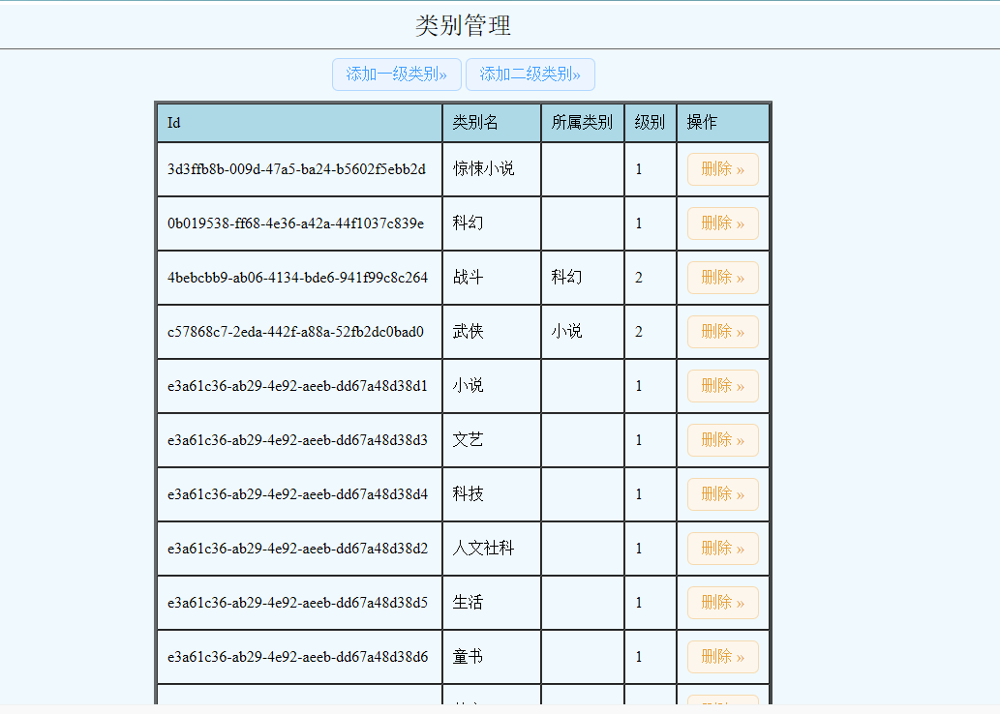 类别管理
添加一级类别» 添加二级类别»
Id 类别名 所属类别 级别 操作
3d3ffb8b-009d-47a5-ba24-b5602f5ebb2d 惊悚小说 1 删除 »
0b019538-ff68-4e36-a42a-44f1037c839e 科幻 1 删除 »
4bebcbb9-ab06-4134-bde6-941f99c8c264 战斗 科幻 2 删除 »
c57868c7-2eda-442f-a88a-52fb2dc0bad0 武侠 小说 2 删除 »
e3a61c36-ab29-4e92-aeeb-dd67a48d38d1 小说 1 删除 »
e3a61c36-ab29-4e92-aeeb-dd67a48d38d3 文艺 1 删除 »
e3a61c36-ab29-4e92-aeeb-dd67a48d38d4 科技 1 删除 »
e3a61c36-ab29-4e92-aeeb-dd67a48d38d2 人文社科 1 删除 »
e3a61c36-ab29-4e92-aeeb-dd67a48d38d5 生活 1 删除 »
e3a61c36-ab29-4e92-aeeb-dd67a48d38d6 童书 1 删除 »